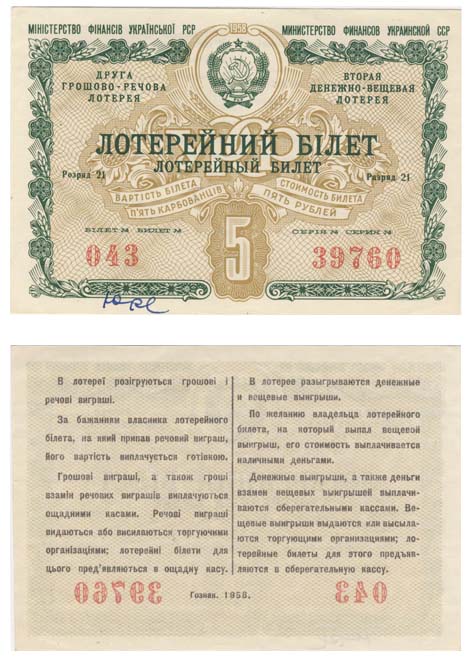 МІНІСТЕРСТВО ФІНАНСІВ УКРАЇНСЬКОЇ РСР
1958
МИНИСТЕРСТВО ФИНАНСОВ УКРАИНСКОЙ ССР
ДРУГА
ГРОШОВО-РЕЧОВА
ЛОТЕРЕЯ
ВТОРАЯ
ДЕНЕЖНО-ВЕЩЕВАЯ
ЛОТЕРЕЯ
ЛОТЕРЕЙНИЙ БІЛЕТ
ЛОТЕРЕЙНЫЙ БИЛЕТ
Розряд 21
Разряд 21
ВАРТІСТЬ БІЛЕТА
П'ЯТЬ КАРБОВАНЦІВ
СТОИМОСТЬ БИЛЕТА
ПЯТЬ РУБЛЕЙ
БІЛЕТ № БИЛЕТ №
СЕРІЯ № СЕРИЯ №
043
5
39760
В лотереї розігруються грошові і
речові виграші.
За бажанням власника лотерейного
білета, на який припав речовий виграш,
його вартість виплачується готівкою.
Грошові виграші, а також гроші
взамін речових виграшів виплачуються
ощадними касами. Речові виграші
видаються або висилаються торгуючими
організаціями; лотерейні білети для
цього пред'являються в ощадну касу.
В лотерее разыгрываются денежные
и вещевые выигрыши.
По желанию владельца лотерейного
билета, на который выпал вещевой
выигрыш, его стоимость выплачивается
наличными деньгами.
Денежные выигрыши, а также деньги
взамен вещевых выигрышей выплачи-
ваются сберегательными кассами. Ве-
щевые выигрыши выдаются или высыла-
ются торгующими организациями; ло-
терейные билеты для этого предъяв-
ляются в сберегательную кассу.
39760
Гознак. 1958.
043